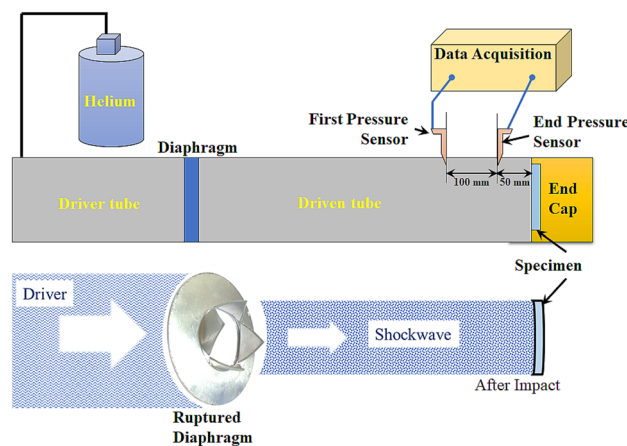 Helium
Data Acquisition
First Pressure
Sensor
End Pressure
Sensor
Diaphragm
100 mm
50 mm
Driver tube
Driven tube
End
Cap
Specimen
Driver
Shockwave
After Impact
Ruptured
Diaphragm